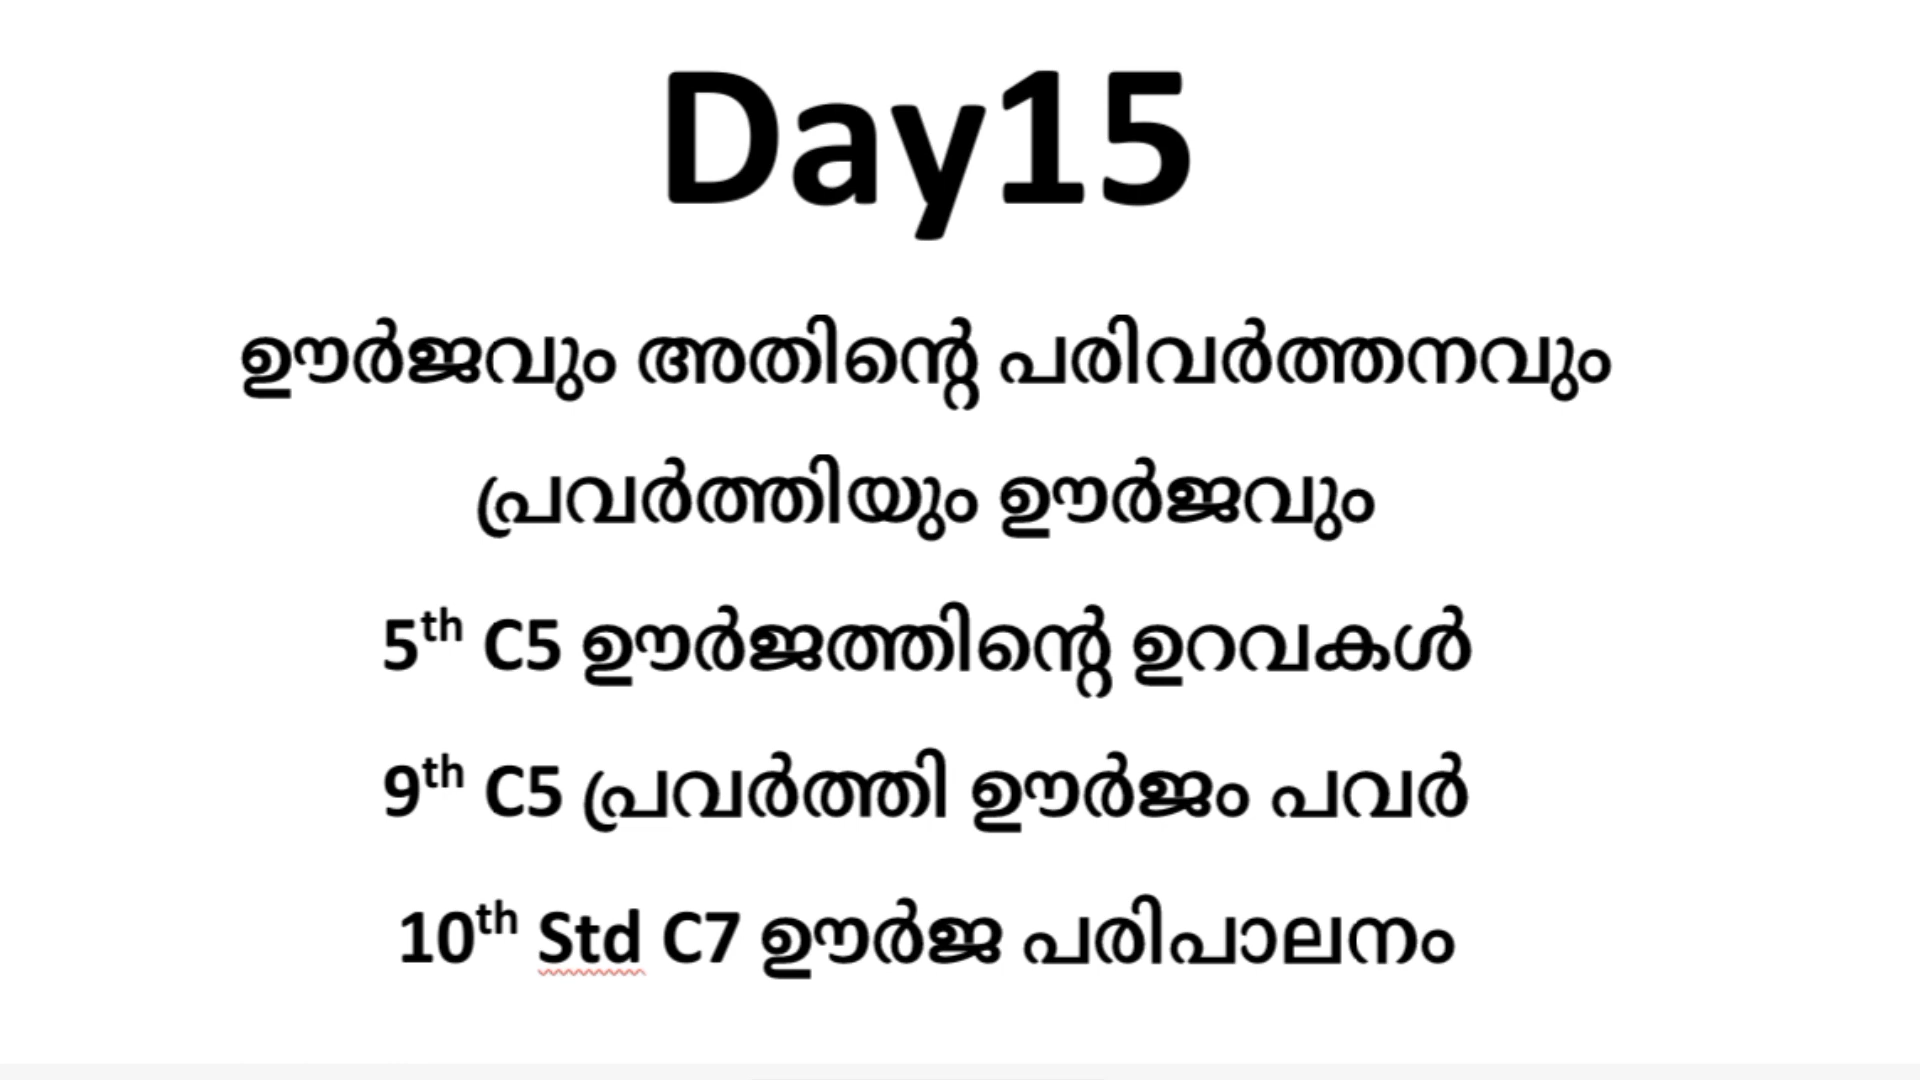 Day15
ഊർജവും അതിന്റെ പരിവർത്തനവും
പ്രവർത്തിയും ഊർജവും
5th C5 ഊർജത്തിന്റെ ഉറവകൾ
9th C5 പ്രവർത്തി ഊർജം പവർ
10th Std C7 ഊർജ പരിപാലനം